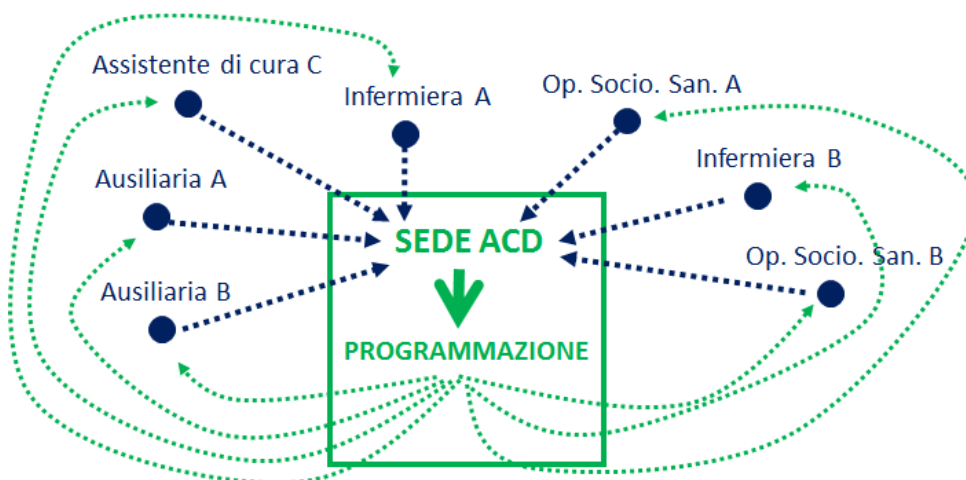 Assistente di cura C
Infermiera A
Op. Socio. San. A
Infermiera B
Ausiliaria A
SEDE ACD
Op. Socio. San. B
Ausiliaria B
PROGRAMMAZIONE